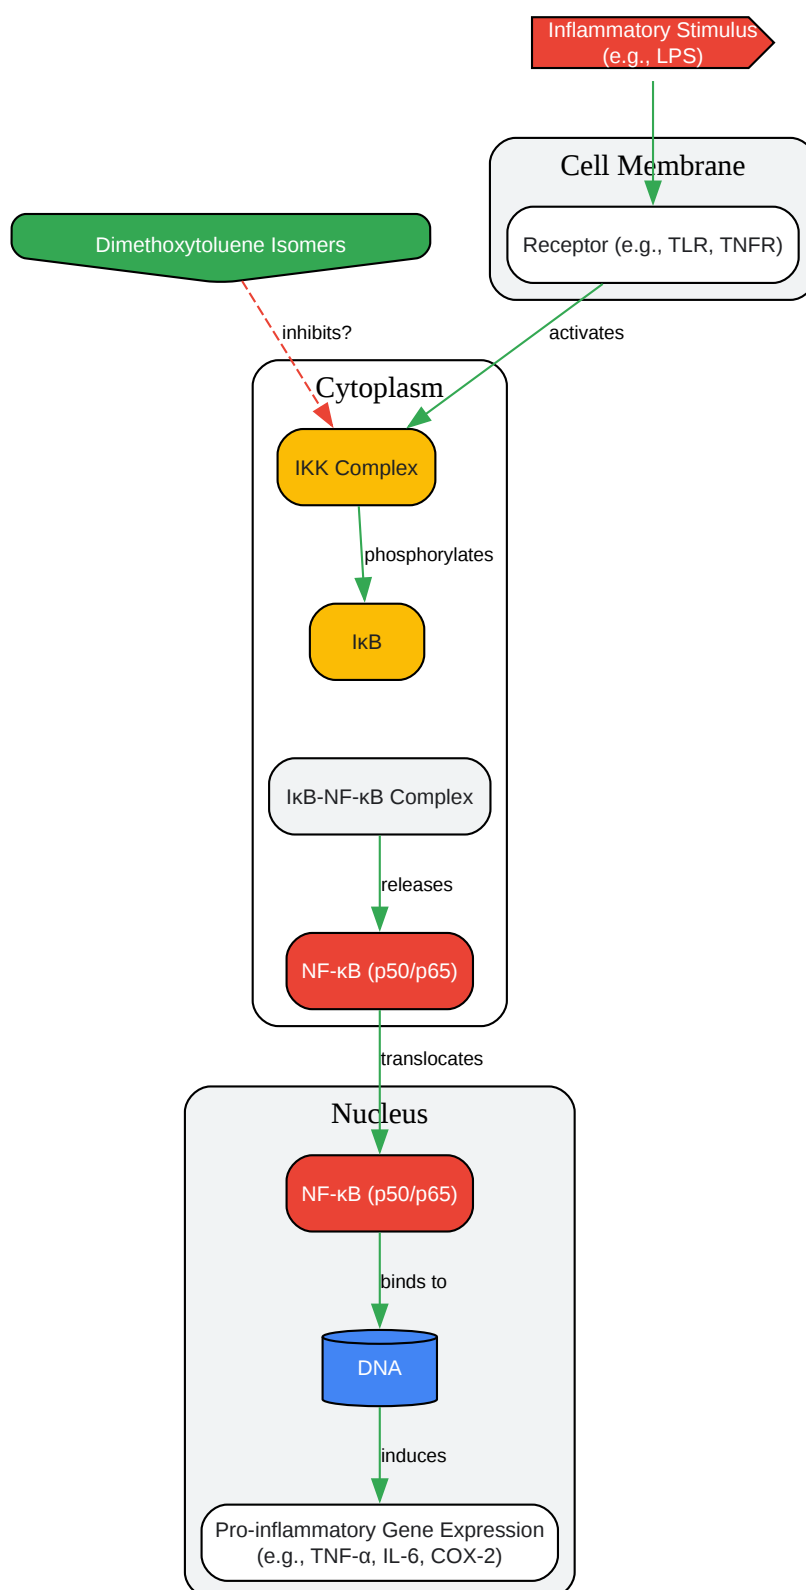 Inflammatory Stimulus
(e.g., LPS)
Cell Membrane
Receptor (e.g., TLR, TNFR)
Dimethoxytoluene Isomers
inhibits?
activates
Cytoplasm
IKK Complex
phosphorylates
IκB
IκB-NF-κB Complex
releases
NF-κB (p50/p65)
translocates
Nucleus
NF-κB (p50/p65)
binds to
DNA
induces
Pro-inflammatory Gene Expression
(e.g., TNF-α, IL-6, COX-2)